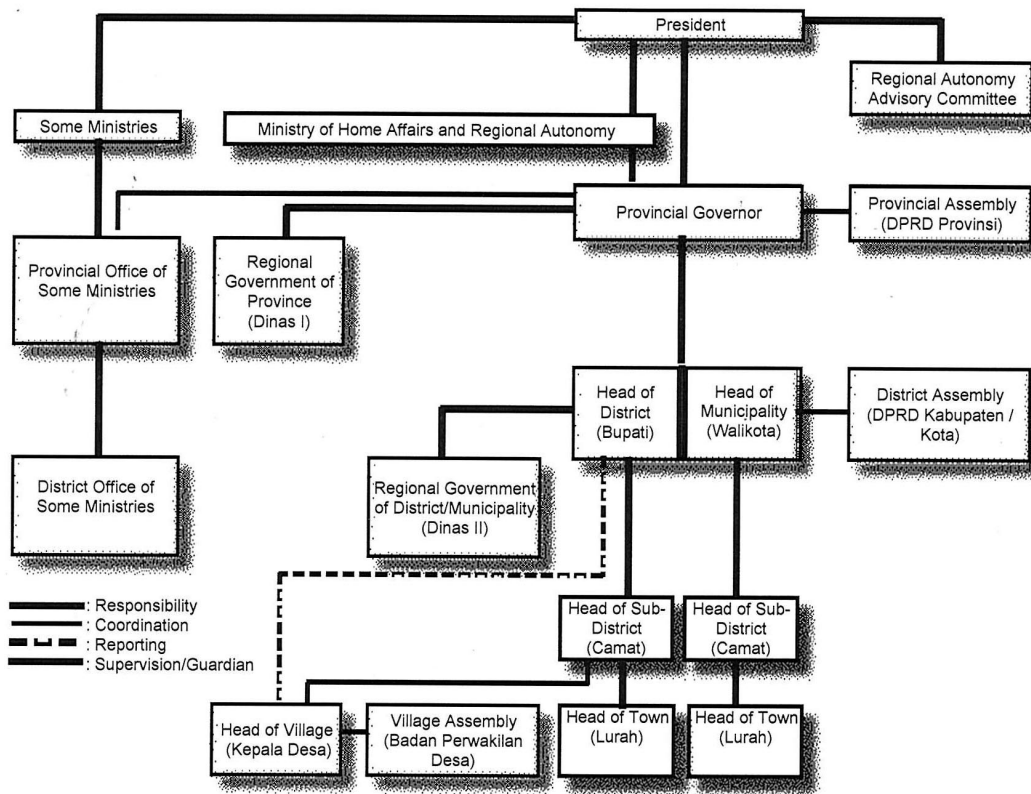 President
Regional Autonomy
Advisory Committee
Some Ministries
Ministry of Home Affairs and Regional Autonomy
Provincial Governor
Provincial Assembly
(DPRD Provinsi)
Provincial Office of
Some Ministries
Regional
Government of
Province
(Dinas I)
Head of
District
(Bupati)
Head of
Municipality
(Walikota)
District Assembly
(DPRD Kabupaten /
Kota)
District Office of
Some Ministries
Regional Government
of District/Municipality
(Dinas II)
: Responsibility
: Coordination
: Reporting
: Supervision/Guardian
Head of Sub-
District
(Camat)
Head of Sub-
District
(Camat)
Head of Village
(Kepala Desa)
Village Assembly
(Badan Perwakilan
Desa)
Head of Town
(Lurah)
Head of Town
(Lurah)